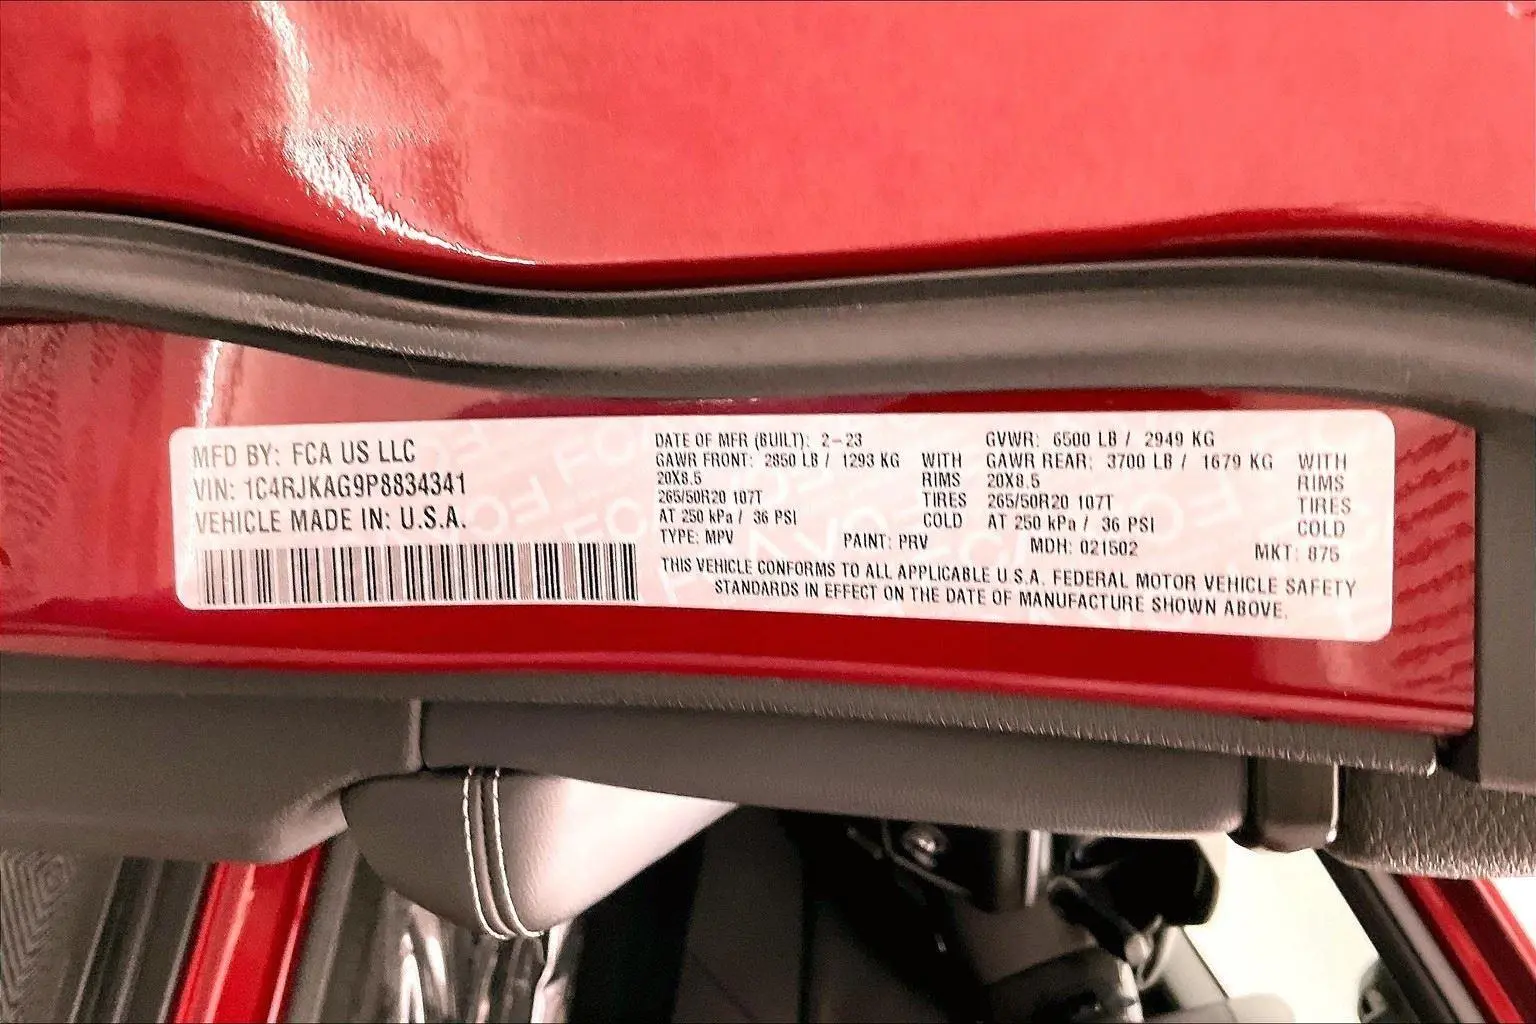 MFD BY: FCA US LLC
VIN: 1C4RJKAG9P8834341
VEHICLE MADE IN: U.S.A.
DATE OF MFR (BUILT): 2-23 GVWR: 6500 LB / 2949 KG
GAWR FRONT: 2850 LB / 1293 KG WITH GAWR REAR: 3700 LB / 1679 KG WITH
20X8.5 RIMS 20X8.5 RIMS
265/50R20 107T TIRES 265/50R20 107T TIRES
AT 250 kPa / 36 PSI COLD AT 250 kPa / 36 PSI COLD
TYPE: MPV PAINT: PRV MDH: 021502 MKT: 875
THIS VEHICLE CONFORMS TO ALL APPLICABLE U.S.A. FEDERAL MOTOR VEHICLE SAFETY
STANDARDS IN EFFECT ON THE DATE OF MANUFACTURE SHOWN ABOVE.